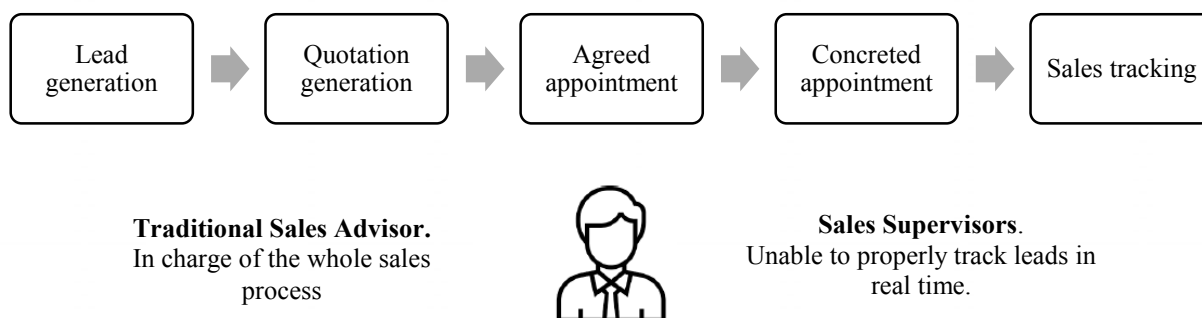 Lead
generation
Quotation
generation
Agreed
appointment
Concreted
appointment
Sales tracking
Traditional Sales Advisor.
In charge of the whole sales
process
Sales Supervisors.
Unable to properly track leads in
real time.